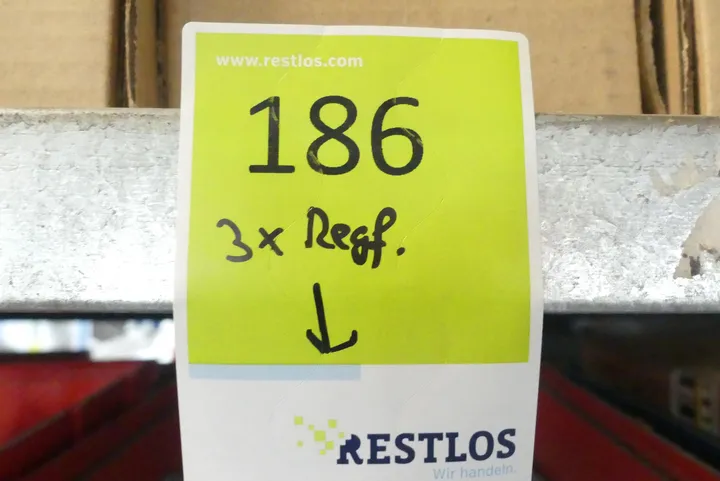 www.restlos.com
186
3x Regf.
RESTLOS
Wir handeln.